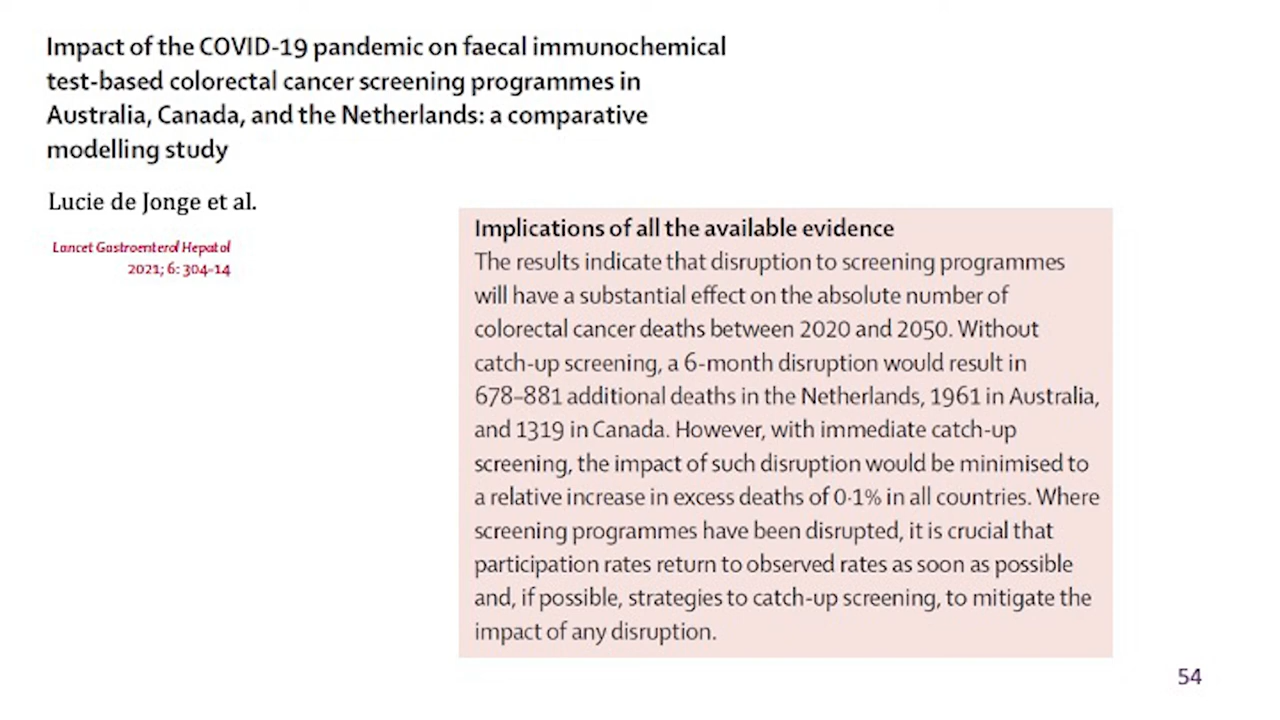 Impact of the COVID-19 pandemic on faecal immunochemical
test-based colorectal cancer screening programmes in
Australia, Canada, and the Netherlands: a comparative
modelling study
Lucie de Jonge et al.
Lancet Gastroenterol Hepatol
2021; 6: 304–14
Implications of all the available evidence
The results indicate that disruption to screening programmes
will have a substantial effect on the absolute number of
colorectal cancer deaths between 2020 and 2050. Without
catch-up screening, a 6-month disruption would result in
678–881 additional deaths in the Netherlands, 1961 in Australia,
and 1319 in Canada. However, with immediate catch-up
screening, the impact of such disruption would be minimised to
a relative increase in excess deaths of 0·1% in all countries. Where
screening programmes have been disrupted, it is crucial that
participation rates return to observed rates as soon as possible
and, if possible, strategies to catch-up screening, to mitigate the
impact of any disruption.
54